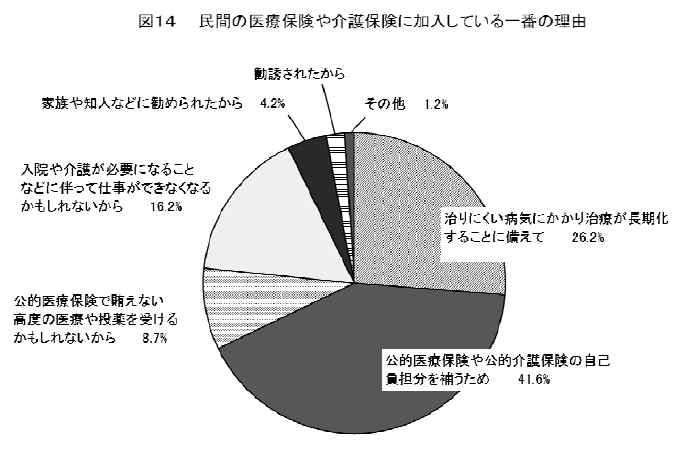 図１４　民間の医療保険や介護保険に加入している一番の理由
勧誘されたから
家族や知人などに勧められたから　4.2%
その他　1.2%
入院や介護が必要になること
などに伴って仕事ができなくなる
かもしれないから　16.2%
治りにくい病気にかかり治療が長期化
することに備えて　26.2%
公的医療保険で賄えない
高度の医療や投薬を受ける
かもしれないから　8.7%
公的医療保険や公的介護保険の自己
負担分を補うため　41.6%